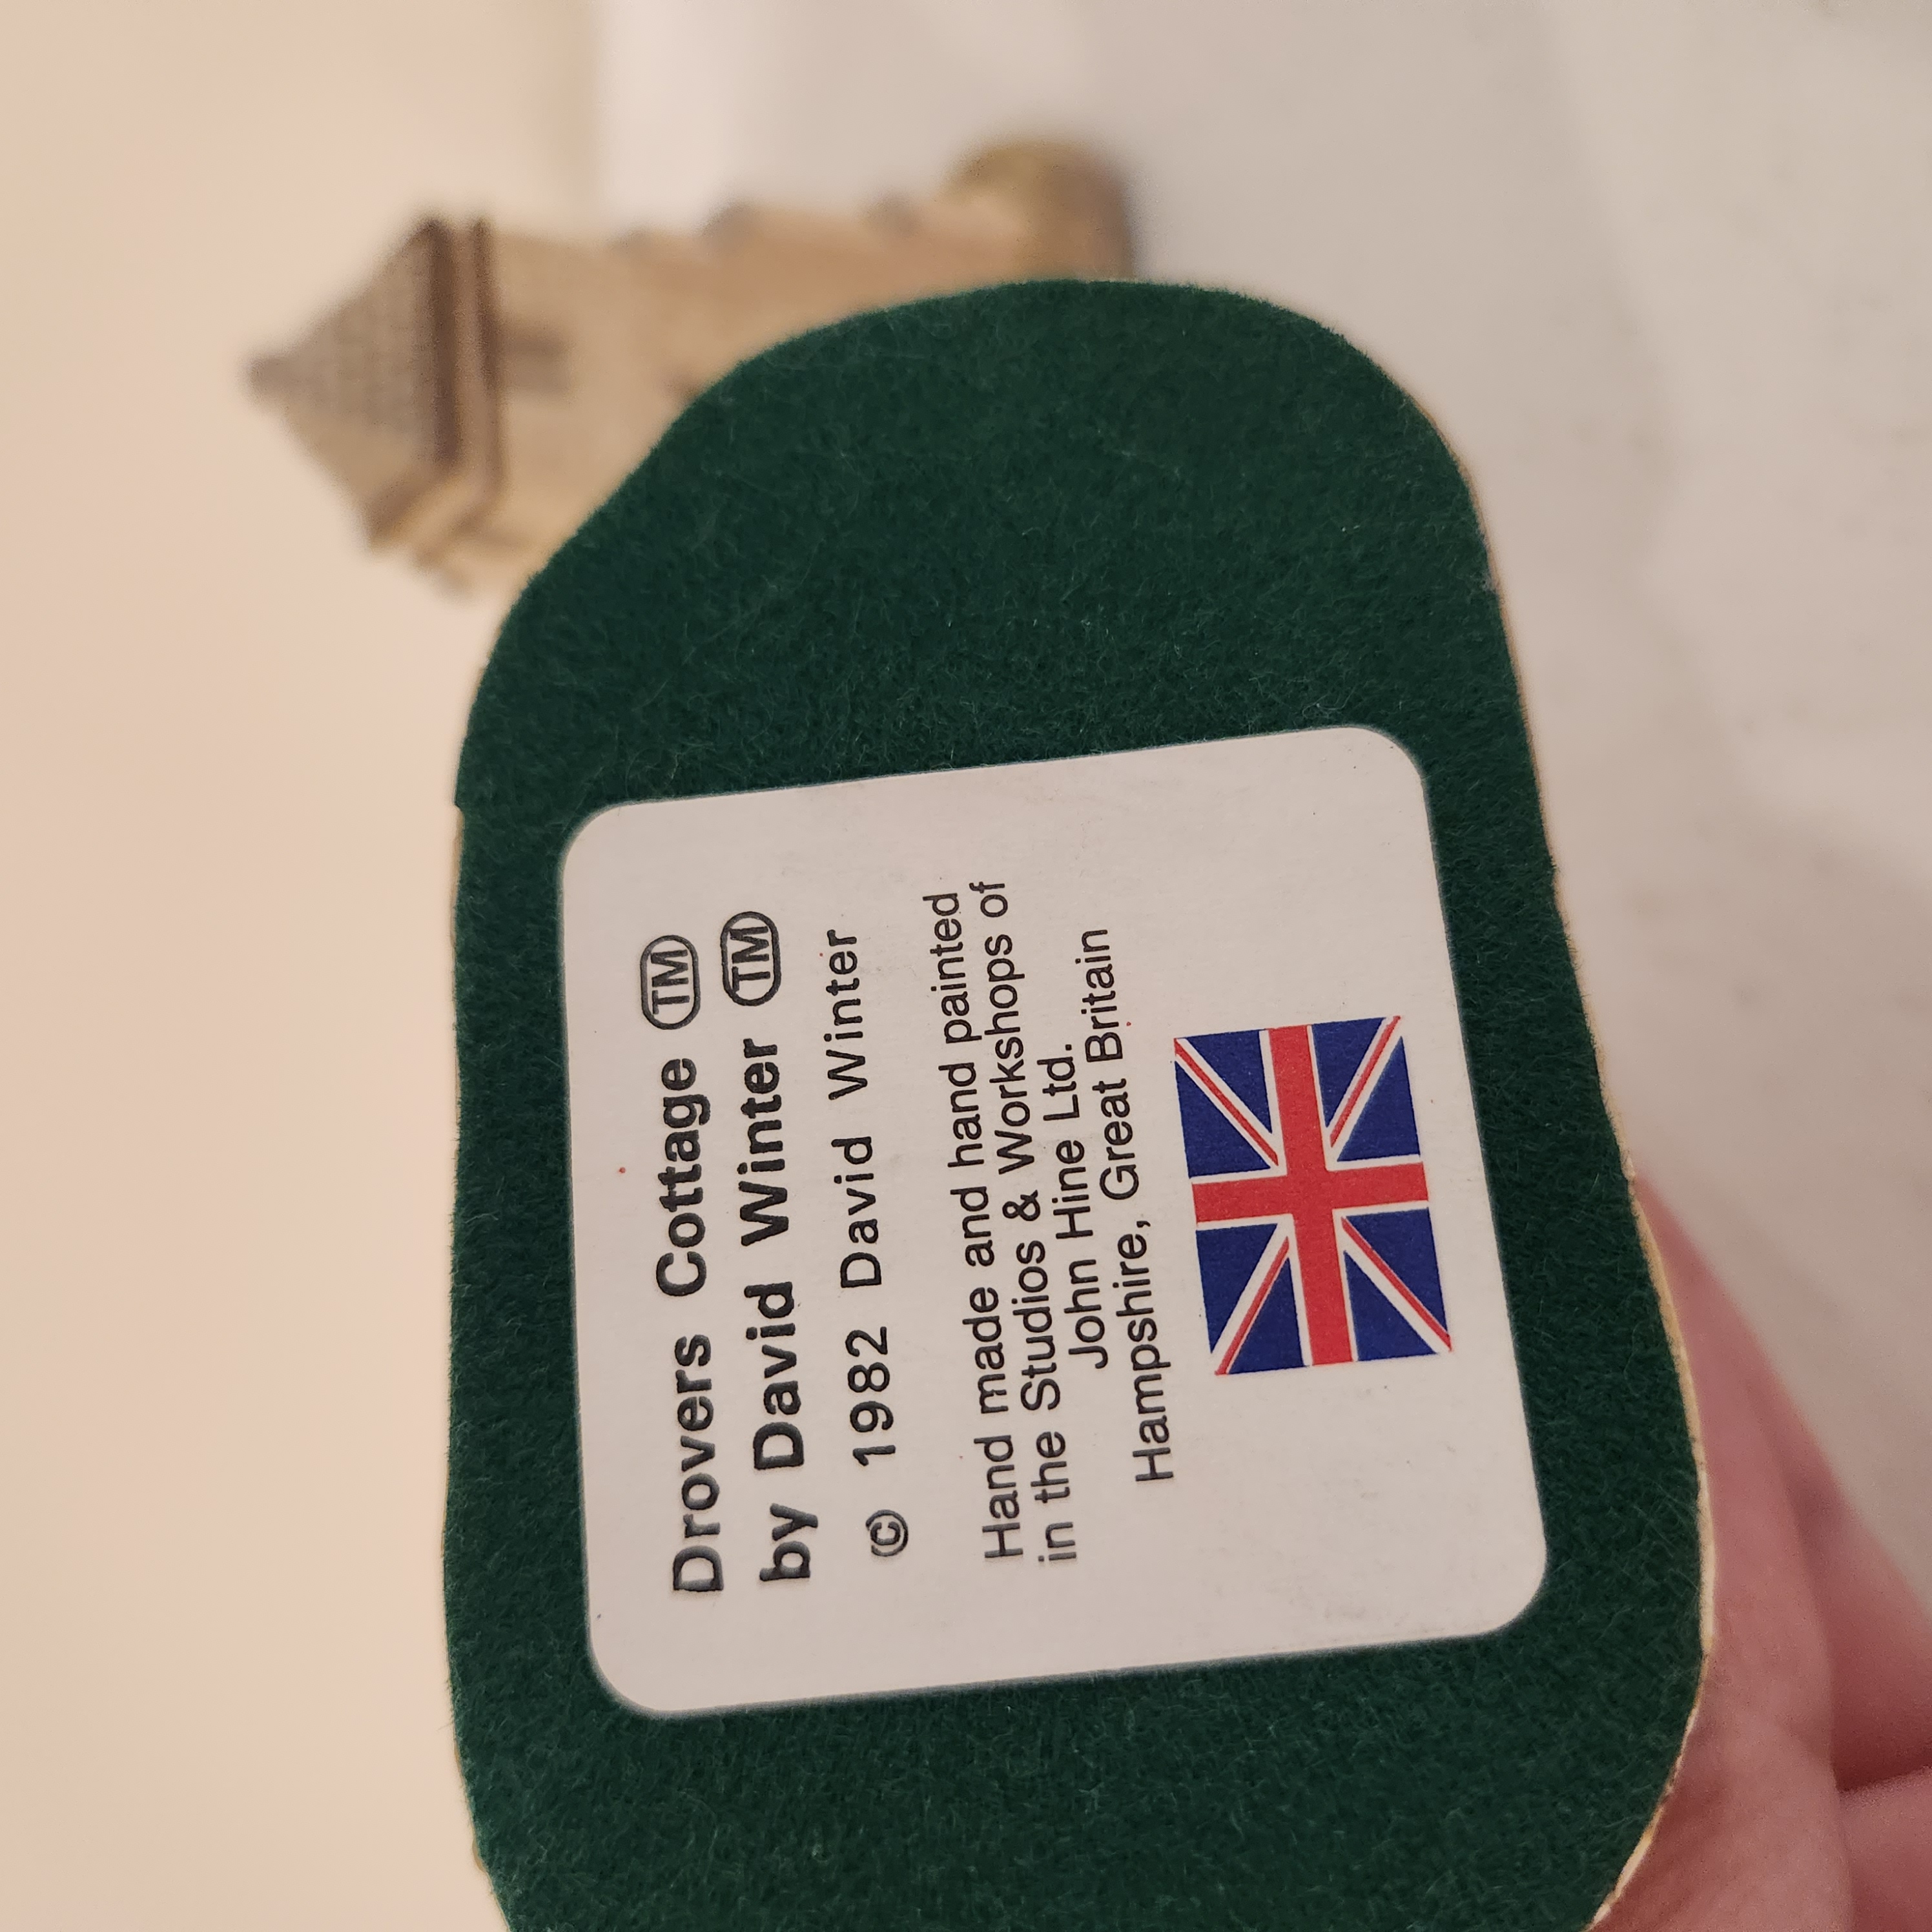 Drovers Cottage ™
by David Winter ™
© 1982 David Winter
Hand made and hand painted
in the Studios & Workshops of
John Hine Ltd.
Hampshire, Great Britain